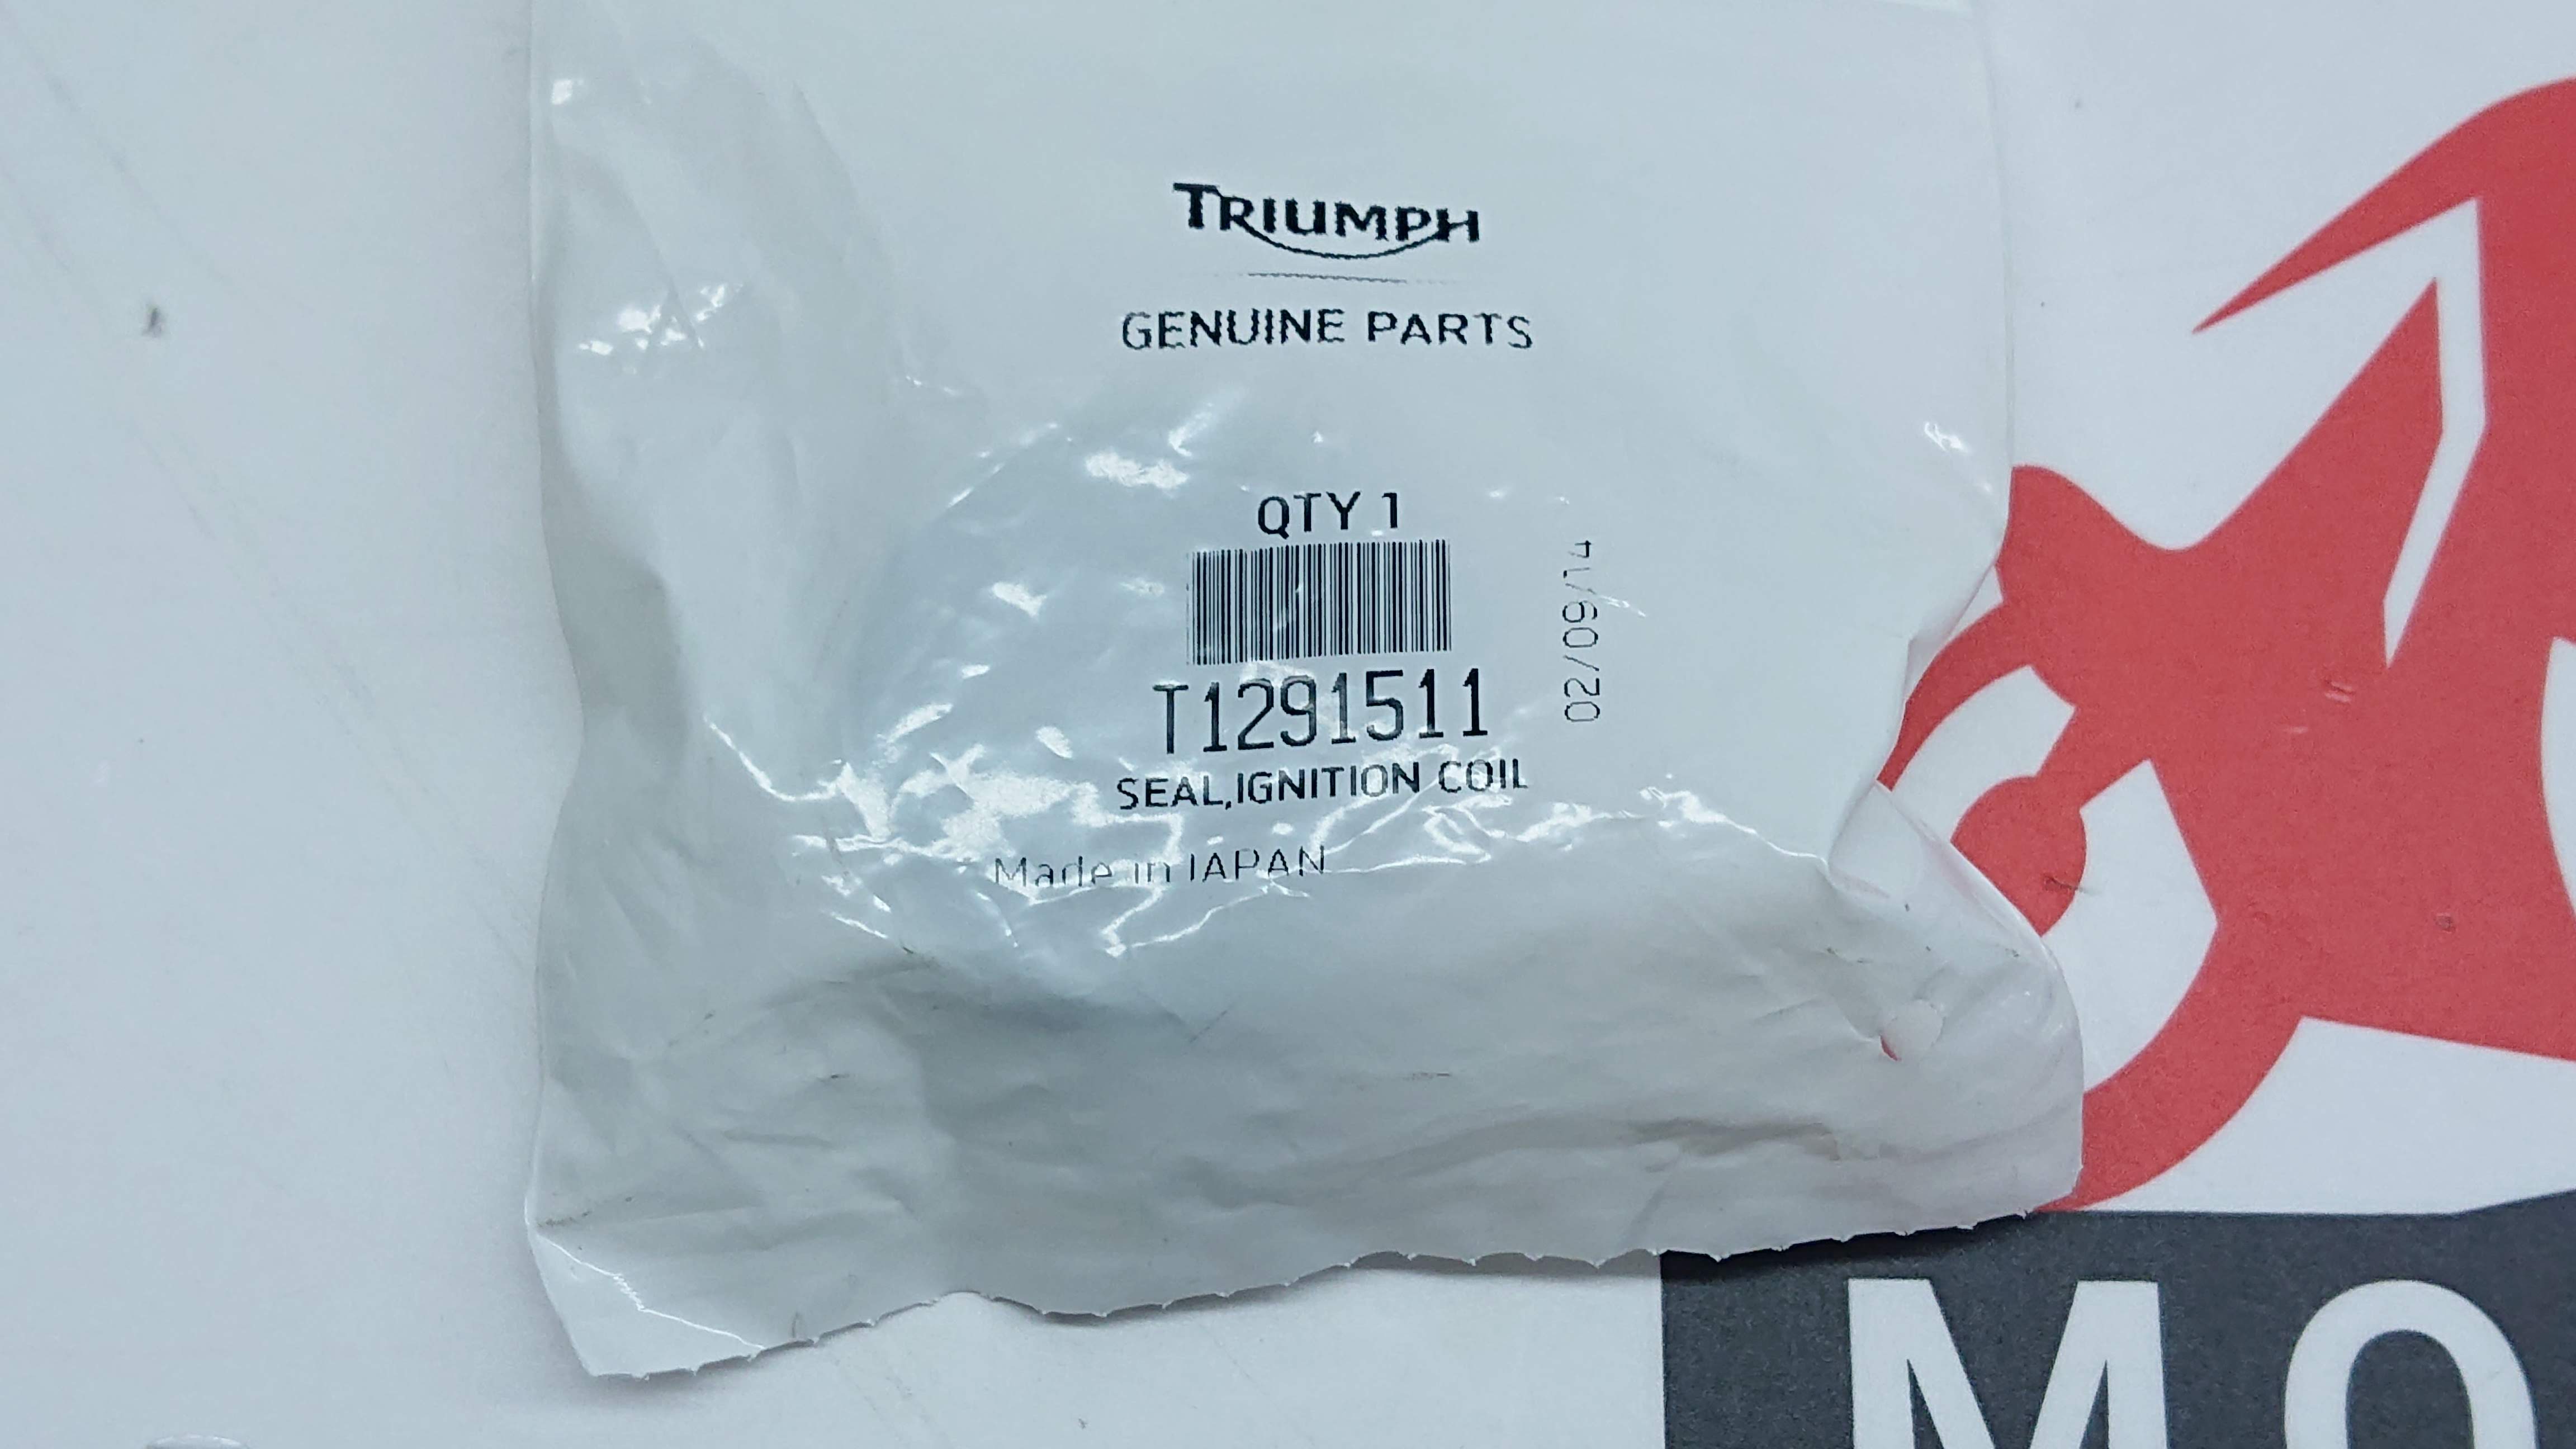 TRIUMPH
GENUINE PARTS
QTY 1
02/09/14
T1291511
SEAL,IGNITION COIL
Made in JAPAN
MO